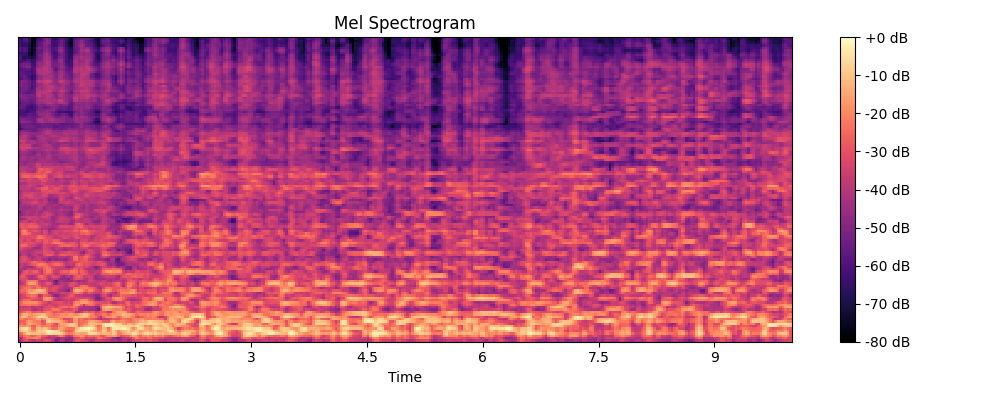 Mel Spectrogram
+0 dB
-10 dB
-20 dB
-30 dB
-40 dB
-50 dB
-60 dB
-70 dB
-80 dB
0 1.5 3 4.5 6 7.5 9
Time